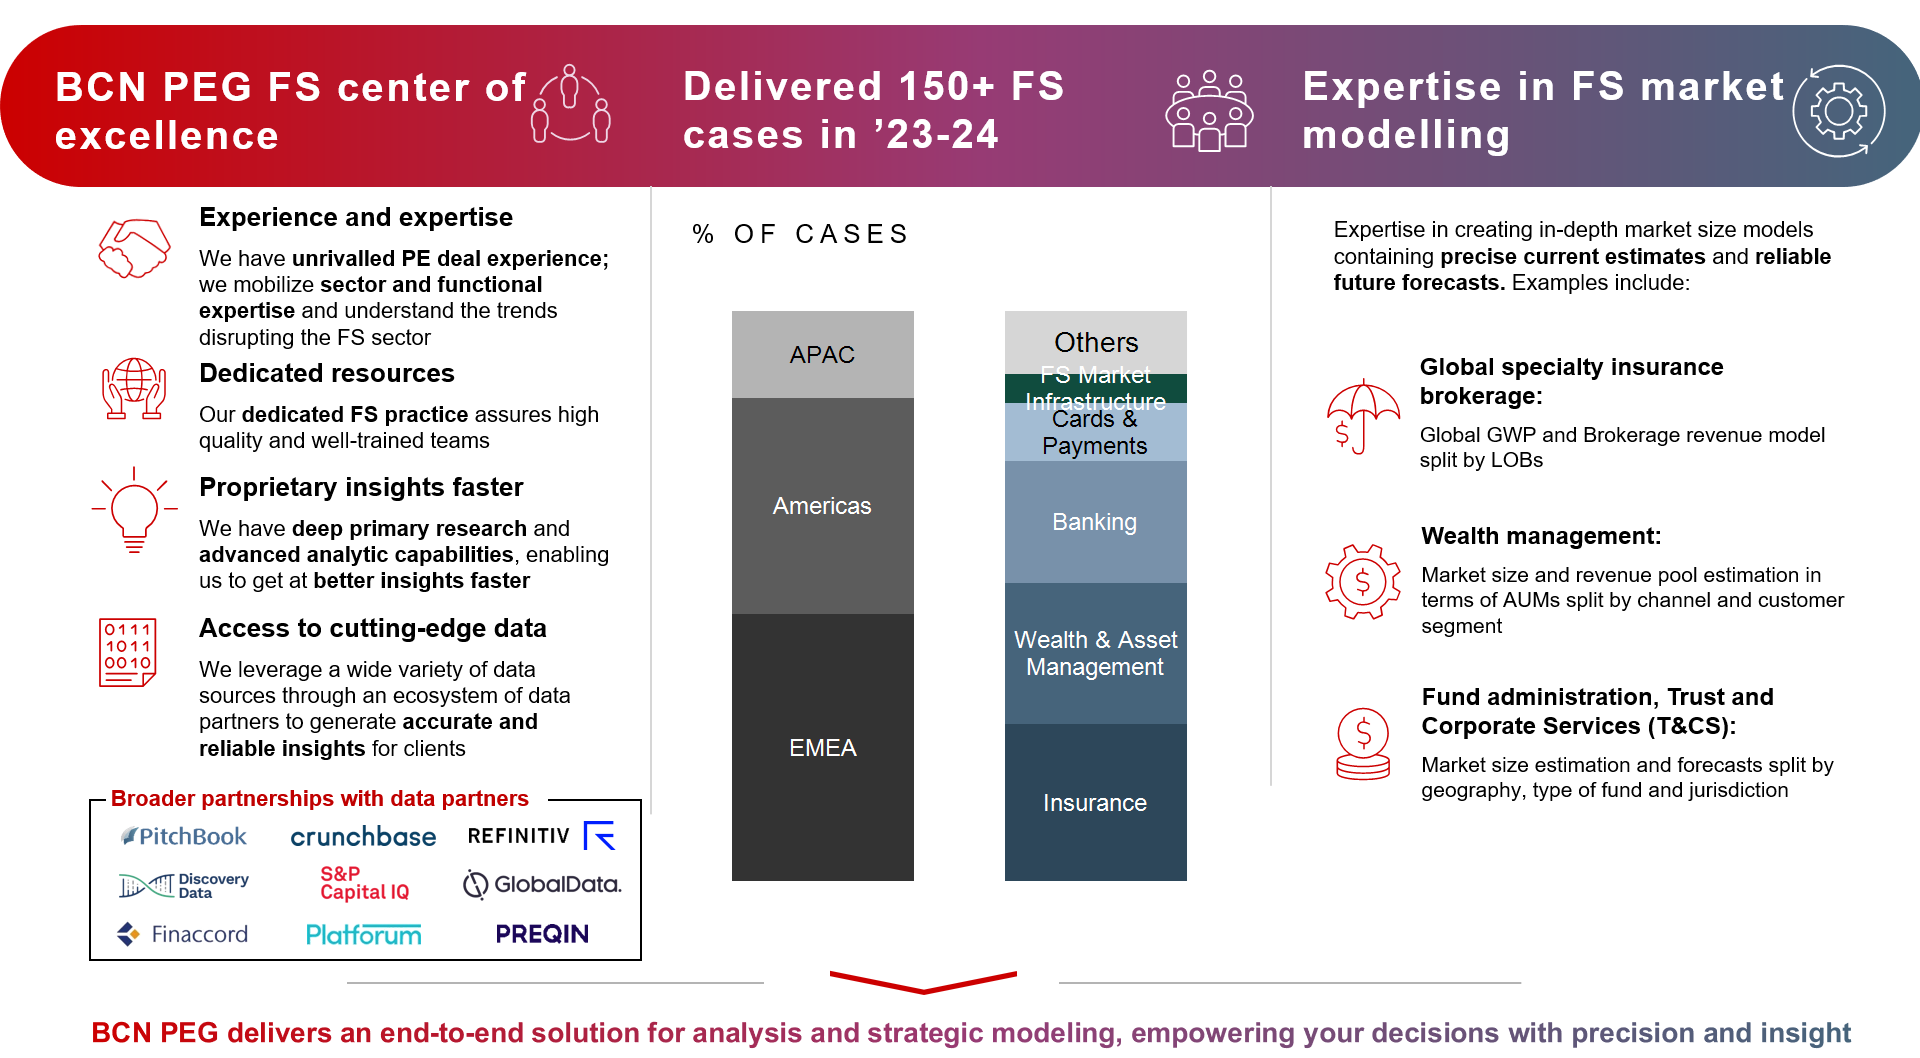 BCN PEG FS center of
excellence
Delivered 150+ FS
cases in ’23-24
Expertise in FS market
modelling
Experience and expertise
We have unrivalled PE deal experience;
we mobilize sector and functional
expertise and understand the trends
disrupting the FS sector
Dedicated resources
Our dedicated FS practice assures high
quality and well-trained teams
Proprietary insights faster
We have deep primary research and
advanced analytic capabilities, enabling
us to get at better insights faster
0111
1011
0010
Access to cutting-edge data
We leverage a wide variety of data
sources through an ecosystem of data
partners to generate accurate and
reliable insights for clients
Broader partnerships with data partners
PitchBook
crunchbase
REFINITIV
Discovery
Data
S&P
Capital IQ
GlobalData.
Finaccord
Platforum
PREQIN
% OF CASES
APAC
Americas
EMEA
Others
FS Market
Infrastructure
Cards &
Payments
Banking
Wealth & Asset
Management
Insurance
Expertise in creating in-depth market size models
containing precise current estimates and reliable
future forecasts. Examples include:
$
Global specialty insurance
brokerage:
Global GWP and Brokerage revenue model
split by LOBs
$
Wealth management:
Market size and revenue pool estimation in
terms of AUMs split by channel and customer
segment
$
Fund administration, Trust and
Corporate Services (T&CS):
Market size estimation and forecasts split by
geography, type of fund and jurisdiction
BCN PEG delivers an end-to-end solution for analysis and strategic modeling, empowering your decisions with precision and insight